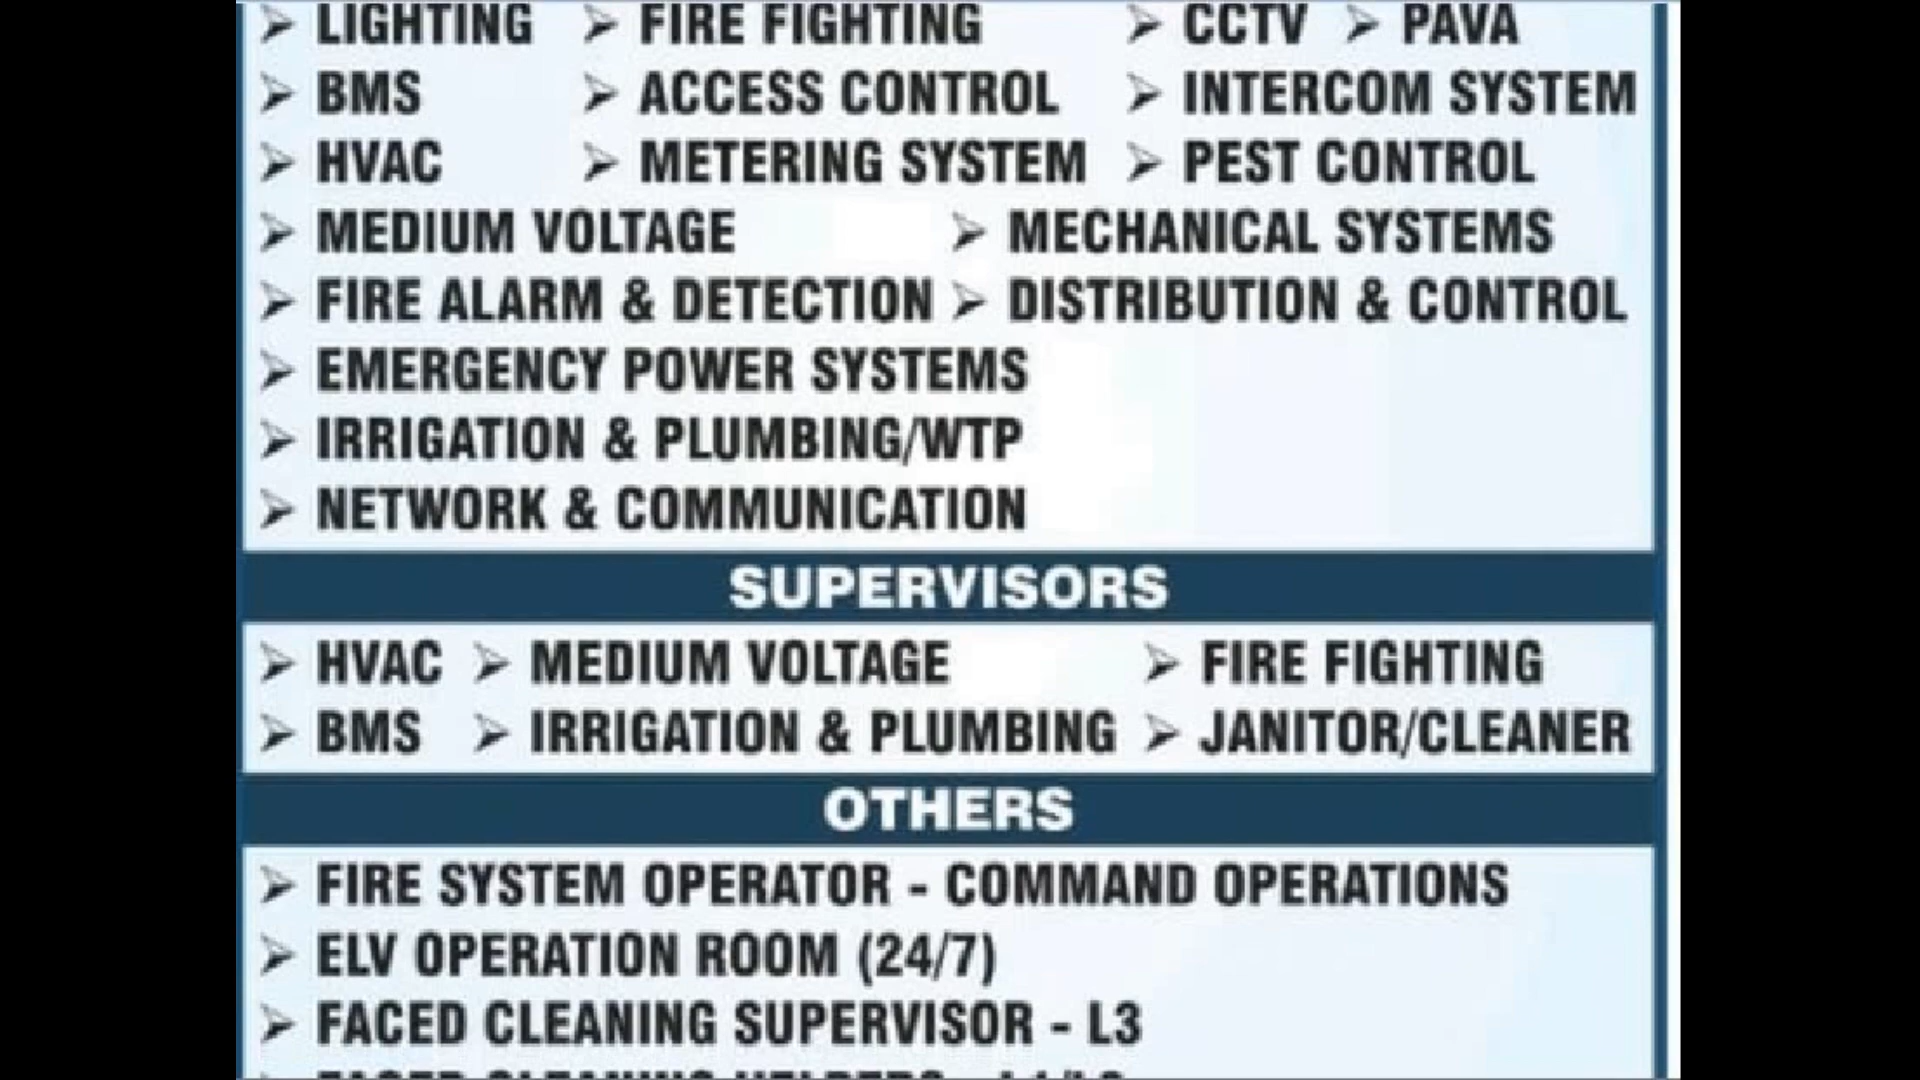 ➢ LIGHTING ➢ FIRE FIGHTING ➢ CCTV ➢ PAVA
➢ BMS ➢ ACCESS CONTROL ➢ INTERCOM SYSTEM
➢ HVAC ➢ METERING SYSTEM ➢ PEST CONTROL
➢ MEDIUM VOLTAGE ➢ MECHANICAL SYSTEMS
➢ FIRE ALARM & DETECTION ➢ DISTRIBUTION & CONTROL
➢ EMERGENCY POWER SYSTEMS
➢ IRRIGATION & PLUMBING/WTP
➢ NETWORK & COMMUNICATION
SUPERVISORS
➢ HVAC ➢ MEDIUM VOLTAGE ➢ FIRE FIGHTING
➢ BMS ➢ IRRIGATION & PLUMBING ➢ JANITOR/CLEANER
OTHERS
➢ FIRE SYSTEM OPERATOR - COMMAND OPERATIONS
➢ ELV OPERATION ROOM (24/7)
➢ FACED CLEANING SUPERVISOR - L3